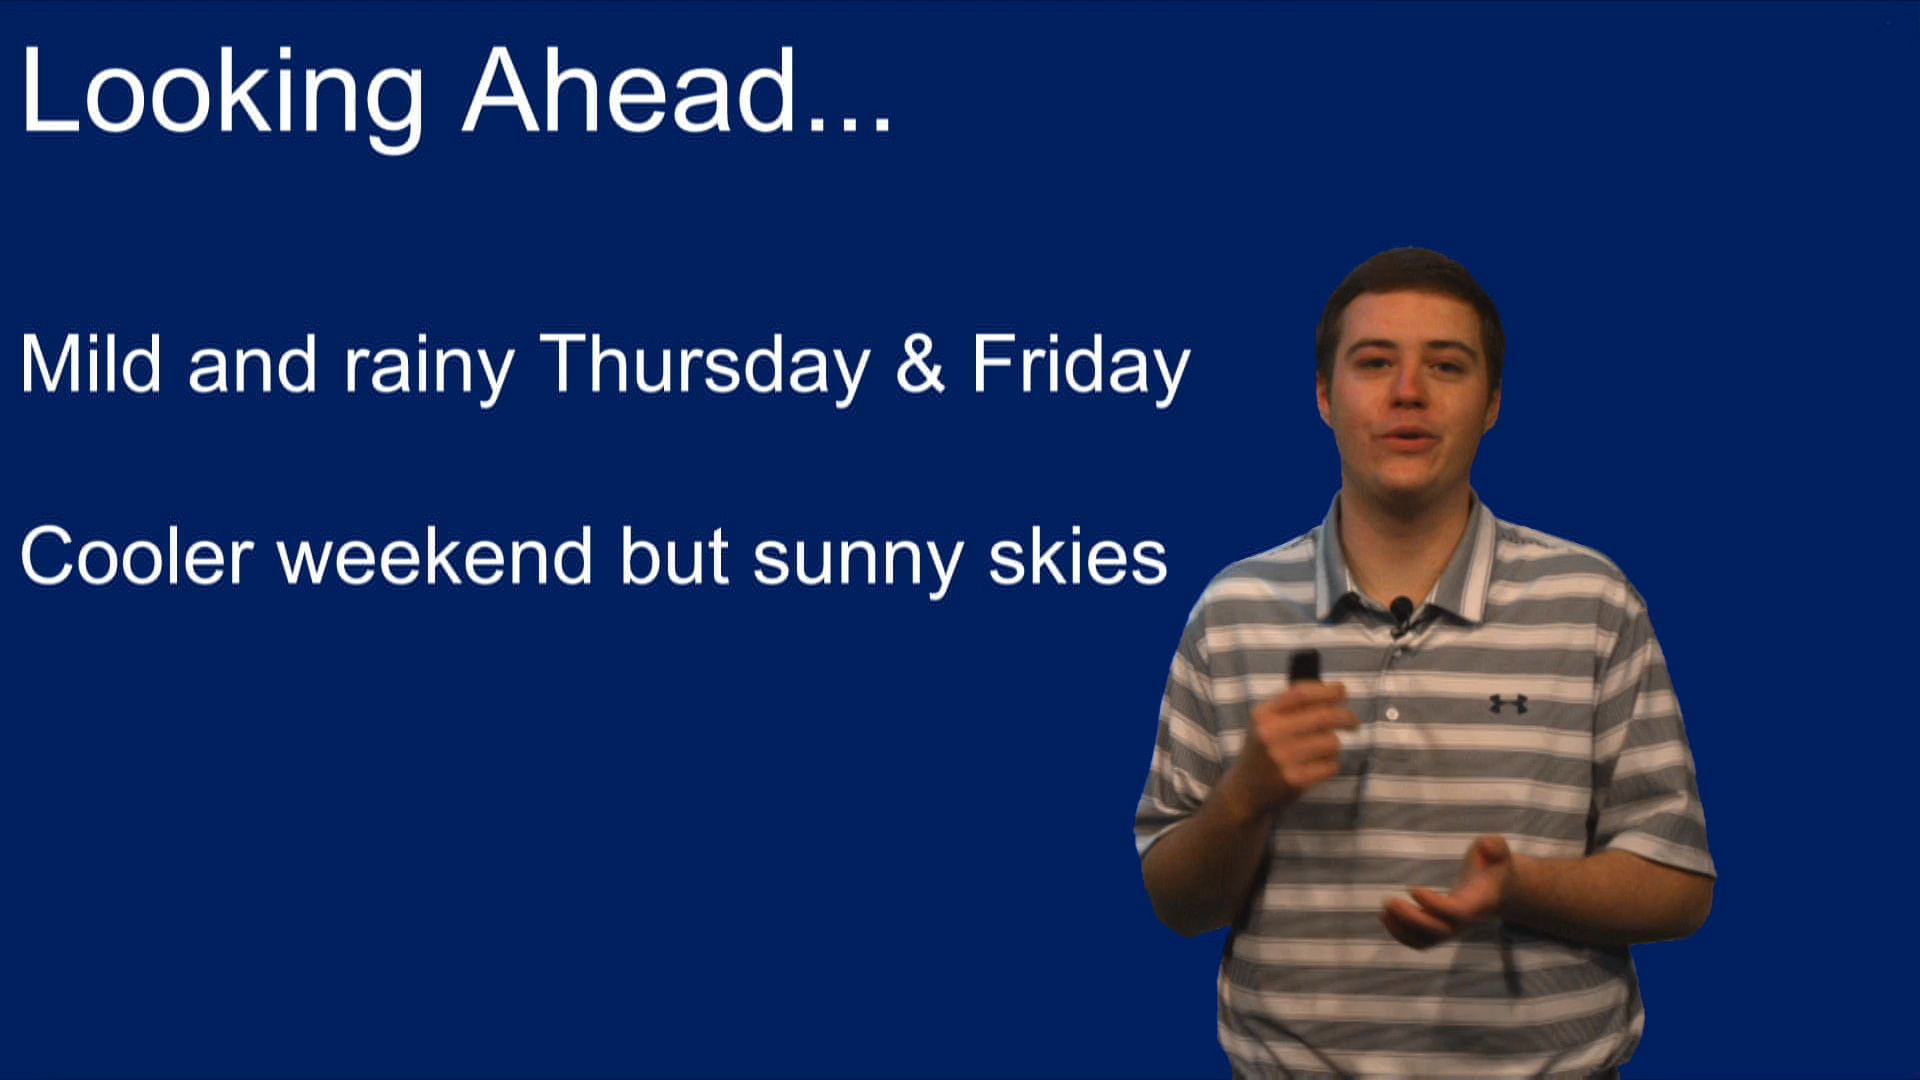 Looking Ahead...
Mild and rainy Thursday & Friday
Cooler weekend but sunny skies